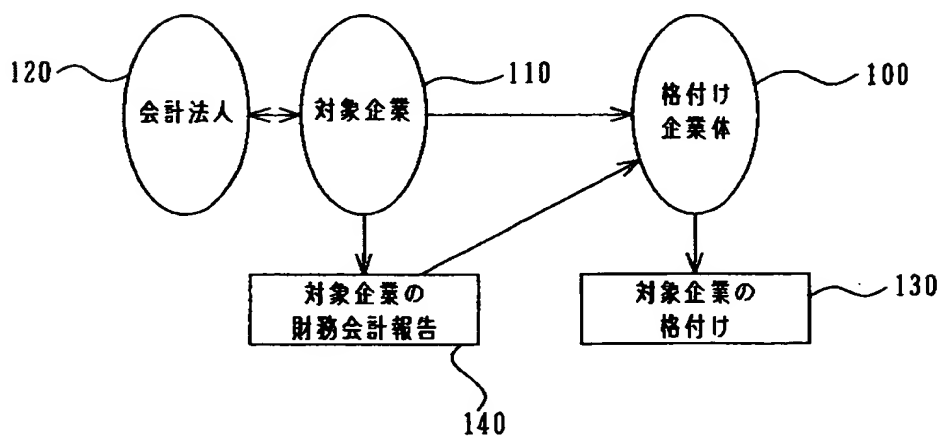 120
会計法人
対象企業
110
格付け
企業体
100
対象企業の
財務会計報告
140
対象企業の
格付け
130